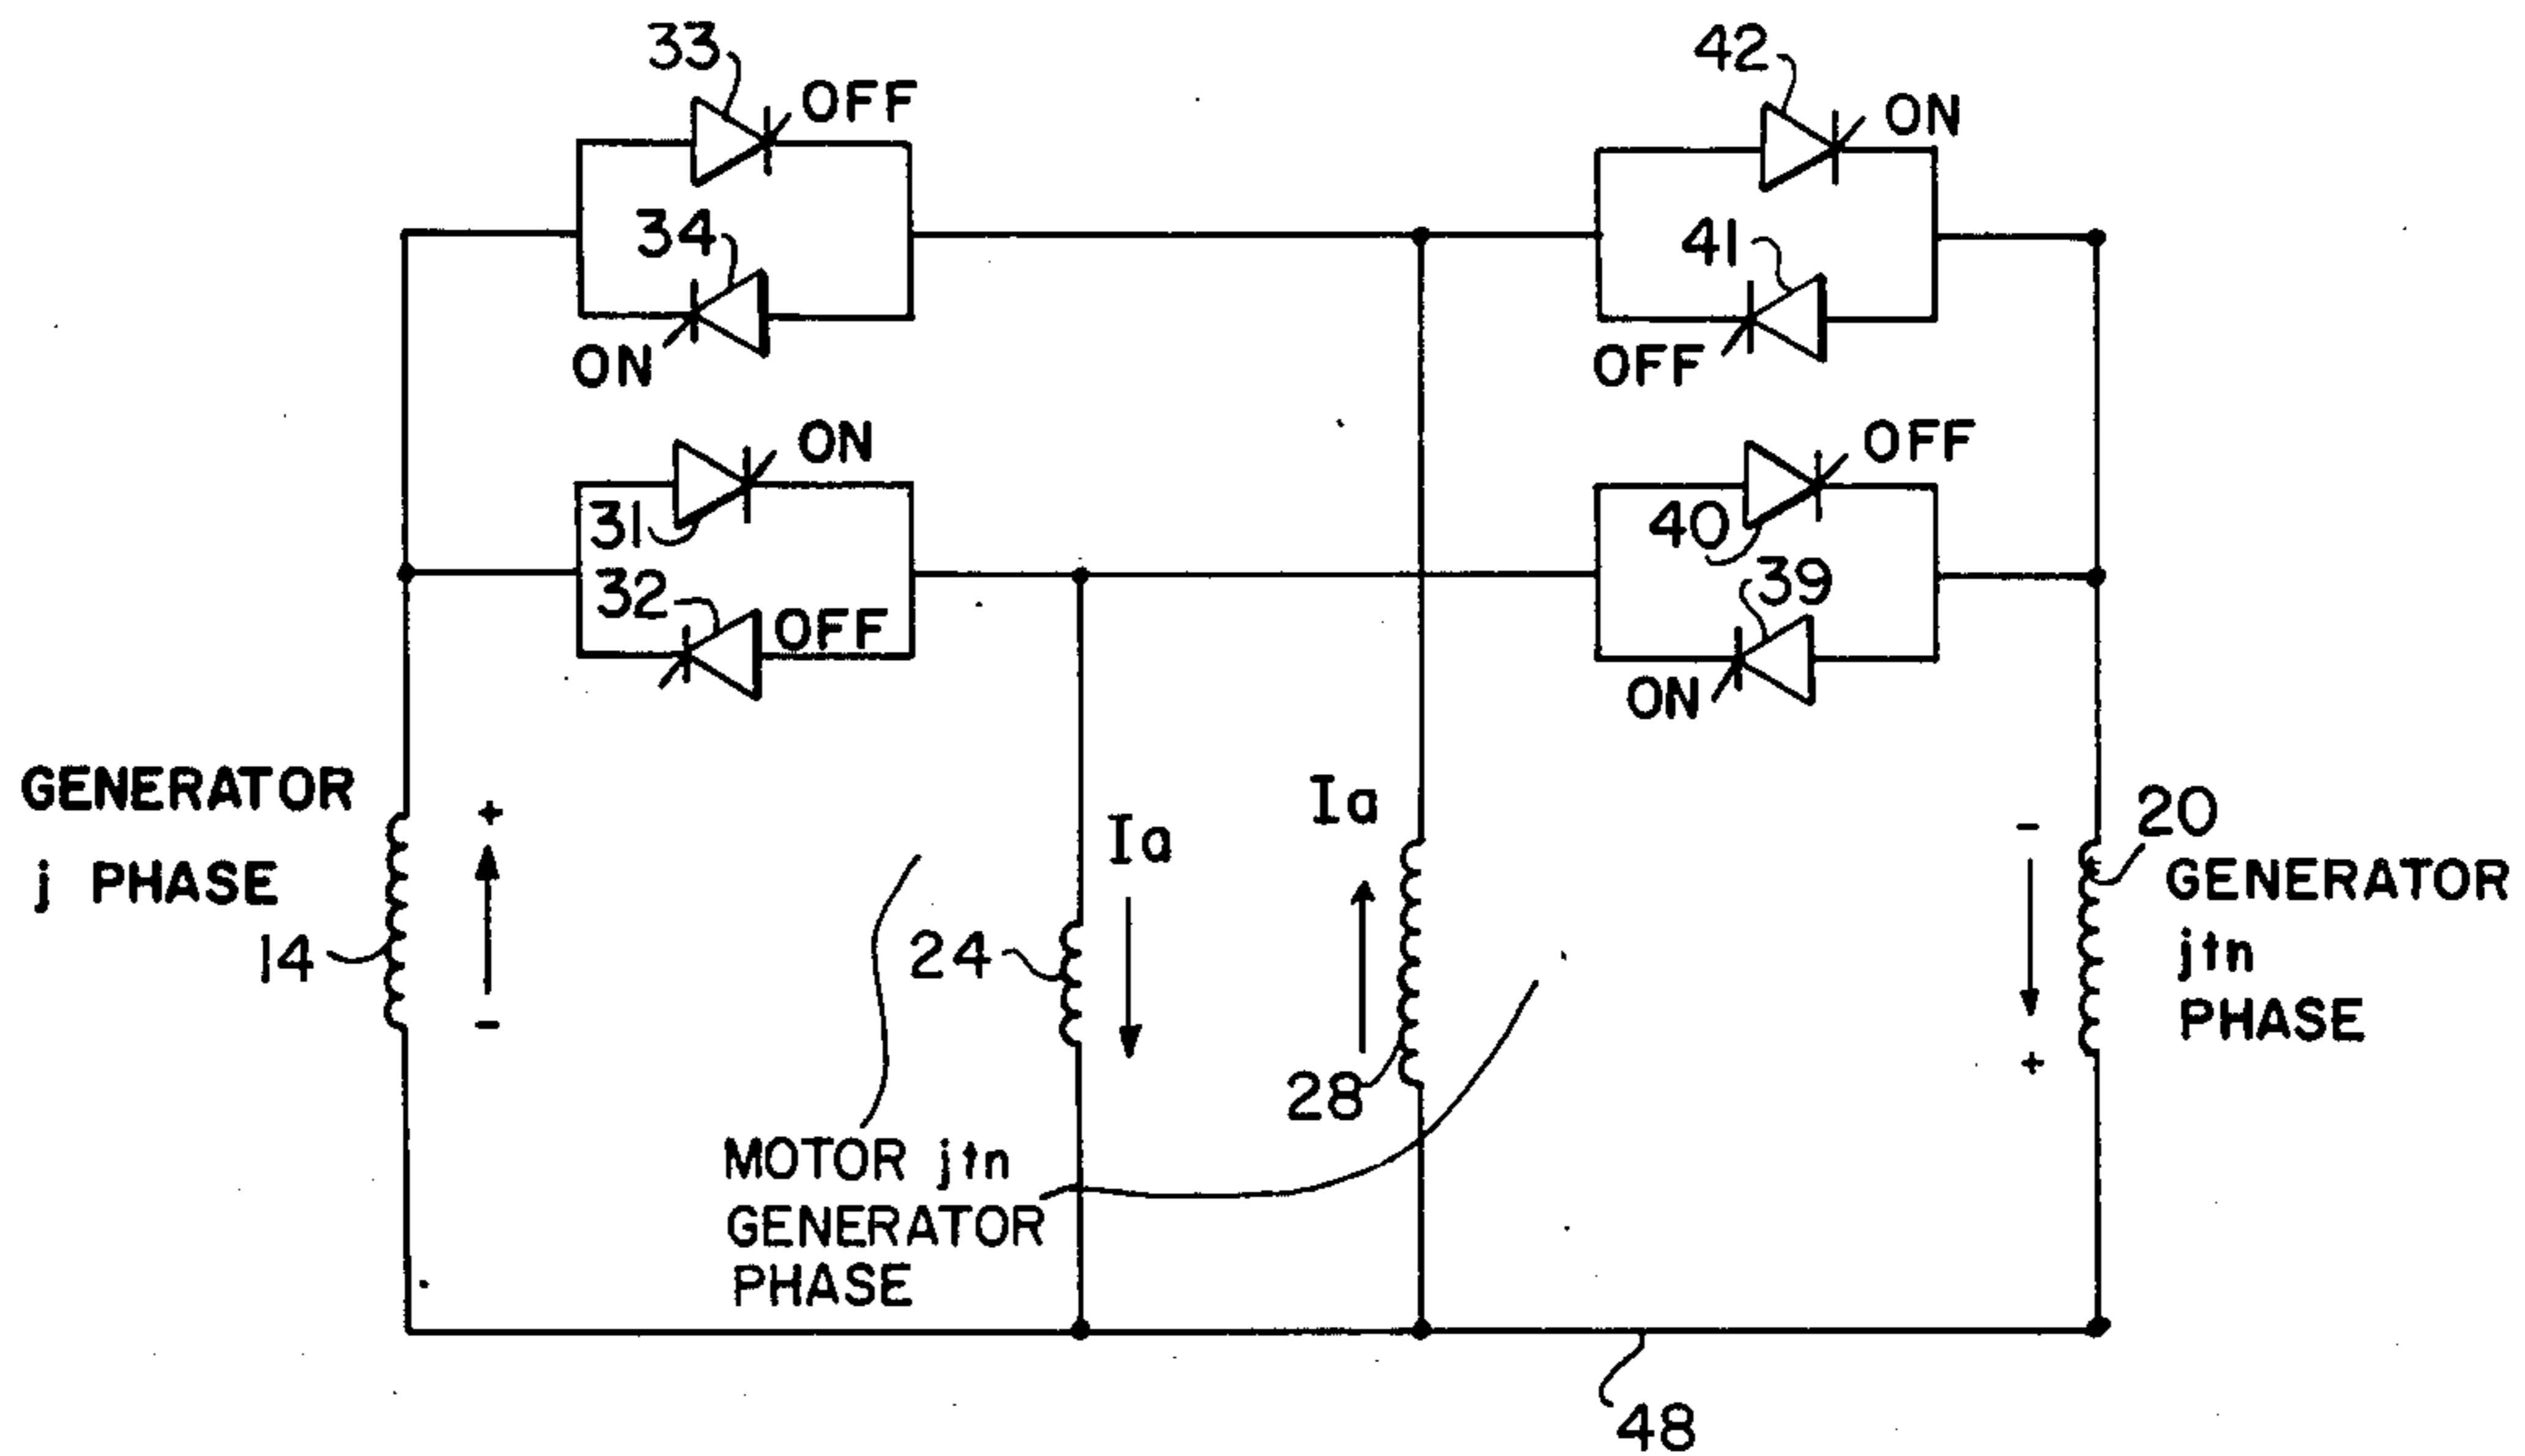 33
OFF
42
ON
34
ON
41
OFF
31
ON
40
OFF
32
OFF
39
ON
GENERATOR
j PHASE
14
+
-
24
Ia
Ia
28
-
+
20
GENERATOR
jtn
PHASE
MOTOR jtn
GENERATOR
PHASE
48